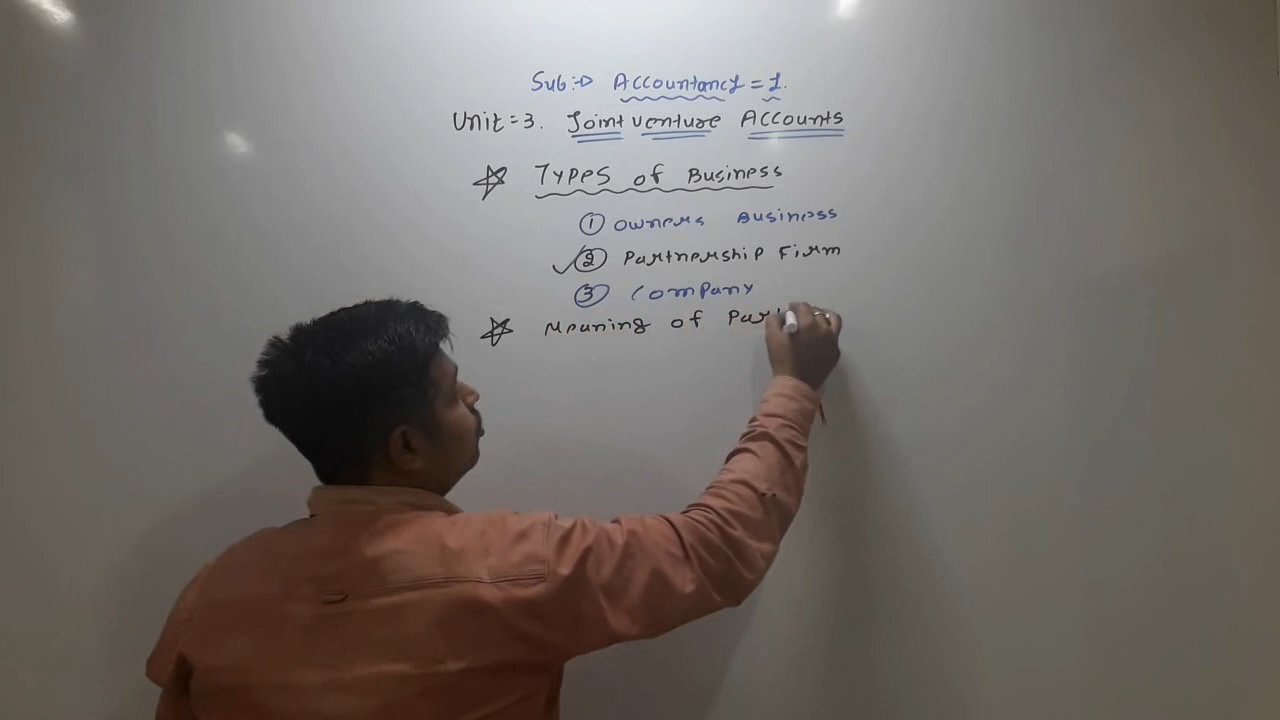 Sub:→ Accountancy = 1.
Unit = 3. Joint venture Accounts
Types of Business
① owners Business
✓② Partnership Firm
③ Company
Meaning of